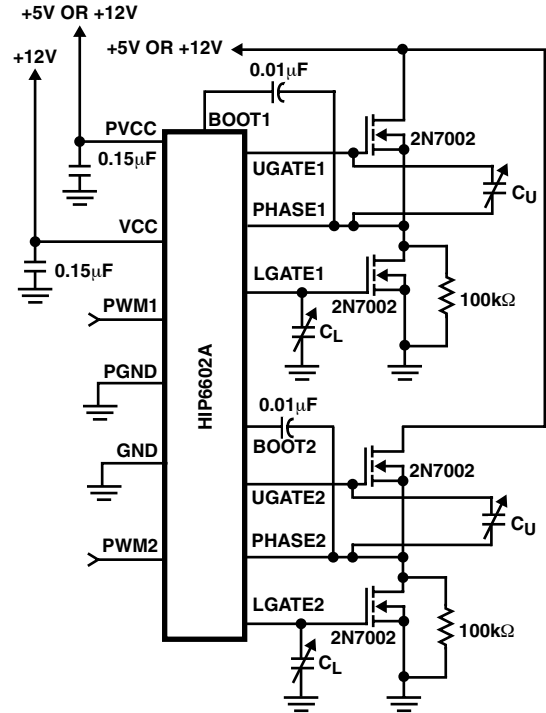 +5V OR +12V
+12V
+5V OR +12V
0.01μF
BOOT1
PVCC
2N7002
0.15μF
UGATE1
CU
PHASE1
VCC
0.15μF
LGATE1
2N7002
100kΩ
PWM1
CL
HIP6602A
PGND
0.01μF
BOOT2
GND
2N7002
UGATE2
CU
PWM2
PHASE2
LGATE2
2N7002
100kΩ
CL